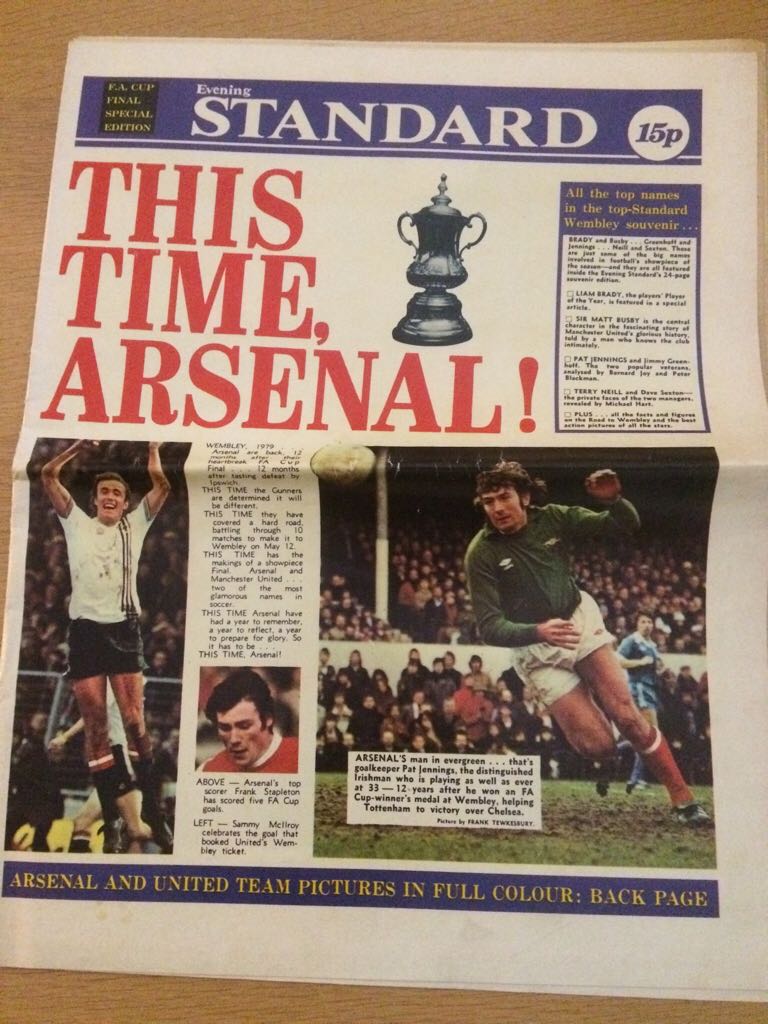 F.A. CUP
FINAL
SPECIAL
EDITION
Evening
STANDARD
15p
THIS
TIME,
ARSENAL!
All the top names
in the top-Standard
Wembley souvenir...
BRADY and Busby . . . Greenhoff and
Jennings . . . Neill and Sexton. These
are just some of the big names
involved in football's showpiece of
the season—and they are all featured
inside the Evening Standard's 24-page
souvenir edition.
□ LIAM BRADY, the players' Player
of the Year, is featured in a special
article.
□ SIR MATT BUSBY is the central
character in the fascinating story of
Manchester United's glorious history,
told by a man who knows the club
intimately.
□ PAT JENNINGS and Jimmy Green-
hoff. The two popular veterans,
analysed by Bernard Joy and Peter
Blackman.
□ TERRY NEILL and Dave Sexton—
the private faces of the two managers,
revealed by Michael Hart.
□ PLUS . . . all the facts and figures
on the Road to Wembley and the best
action pictures of all the stars.
WEMBLEY, 1979
Arsenal are back, 12
months after their
heartbreak FA Cup
Final . . . 12 months
after tasting defeat by
Ipswich.
THIS TIME the Gunners
are determined it will
be different.
THIS TIME they have
covered a hard road,
battling through 10
matches to make it to
Wembley on May 12.
THIS TIME has the
makings of a showpiece
Final. Arsenal and
Manchester United . . .
two of the most
glamorous names in
soccer.
THIS TIME Arsenal have
had a year to remember,
a year to reflect, a year
to prepare for glory. So
it has to be . . .
THIS TIME, Arsenal!
ABOVE — Arsenal's top
scorer Frank Stapleton
has scored five FA Cup
goals.
LEFT — Sammy McIlroy
celebrates the goal that
booked United's Wem-
bley ticket.
ARSENAL'S man in evergreen . . . that's
goalkeeper Pat Jennings, the distinguished
Irishman who is playing as well as ever
at 33 — 12 years after he won an FA
Cup-winner's medal at Wembley, helping
Tottenham to victory over Chelsea.
Picture by FRANK TEWKESBURY.
ARSENAL AND UNITED TEAM PICTURES IN FULL COLOUR: BACK PAGE